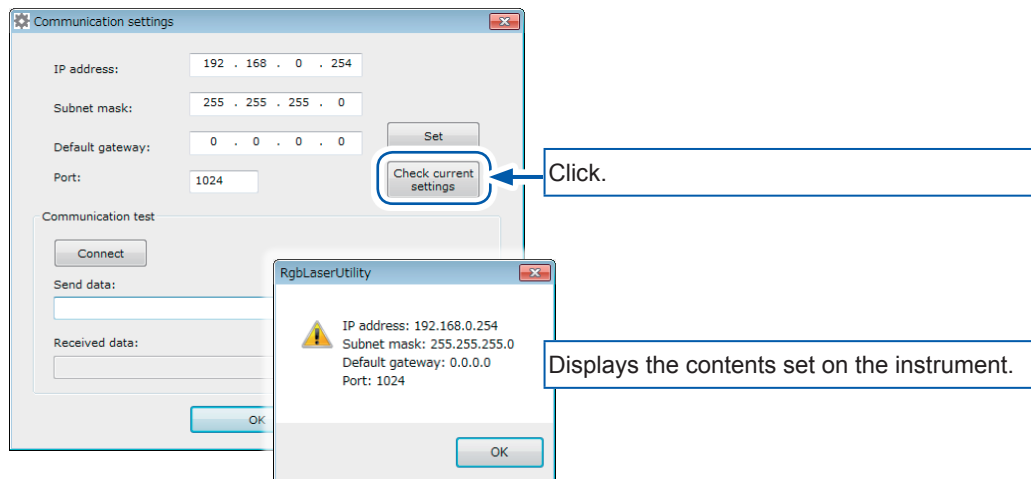 Communication settings
IP address: 192 . 168 . 0 . 254
Subnet mask: 255 . 255 . 255 . 0
Default gateway: 0 . 0 . 0 . 0
Set
Port: 1024
Check current
settings
Click.
Communication test
Connect
Send data:
Received data:
OK
RgbLaserUtility
IP address: 192.168.0.254
Subnet mask: 255.255.255.0
Default gateway: 0.0.0.0
Port: 1024
OK
Displays the contents set on the instrument.